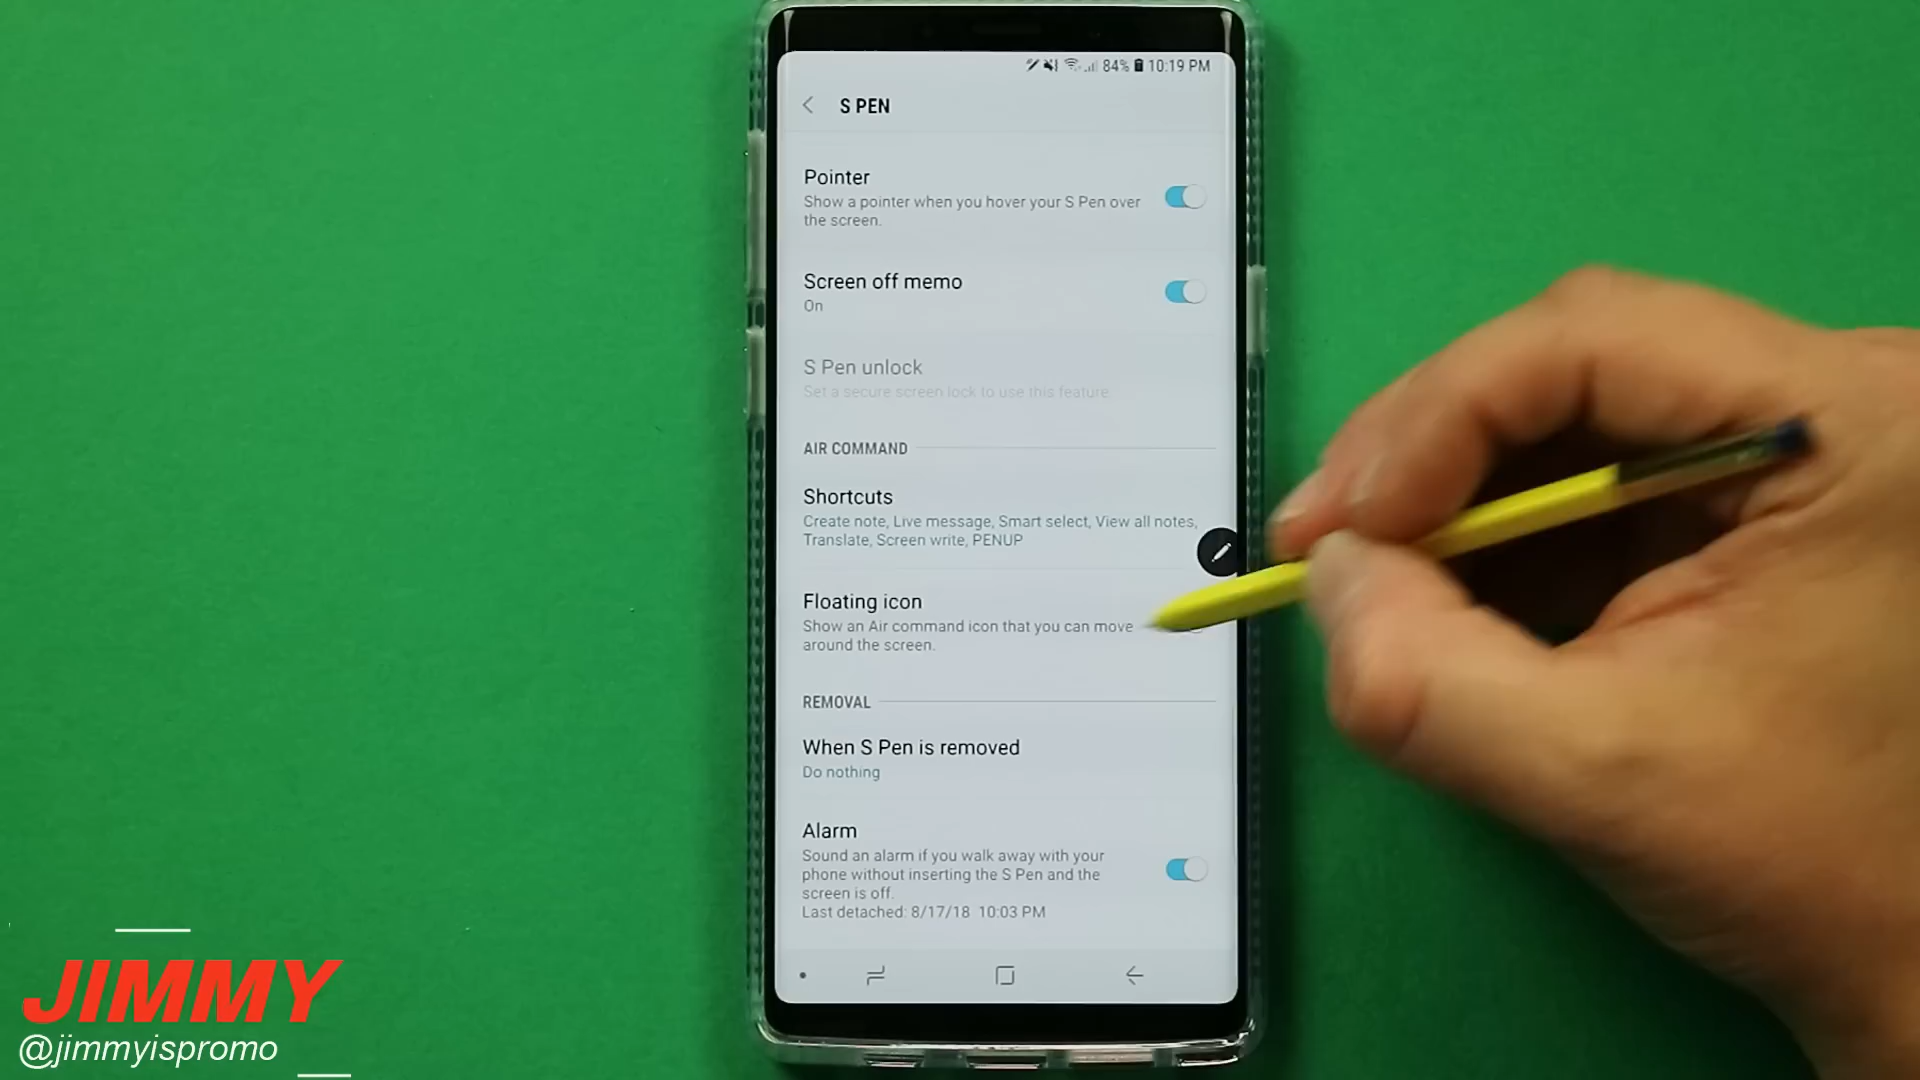 84% 10:19 PM
S PEN
Pointer
Show a pointer when you hover your S Pen over
the screen.
Screen off memo
On
S Pen unlock
Set a secure screen lock to use this feature.
AIR COMMAND
Shortcuts
Create note, Live message, Smart select, View all notes,
Translate, Screen write, PENUP
Floating icon
Show an Air command icon that you can move
around the screen.
REMOVAL
When S Pen is removed
Do nothing
Alarm
Sound an alarm if you walk away with your
phone without inserting the S Pen and the
screen is off.
Last detached: 8/17/18 10:03 PM
JIMMY
@jimmyispromo